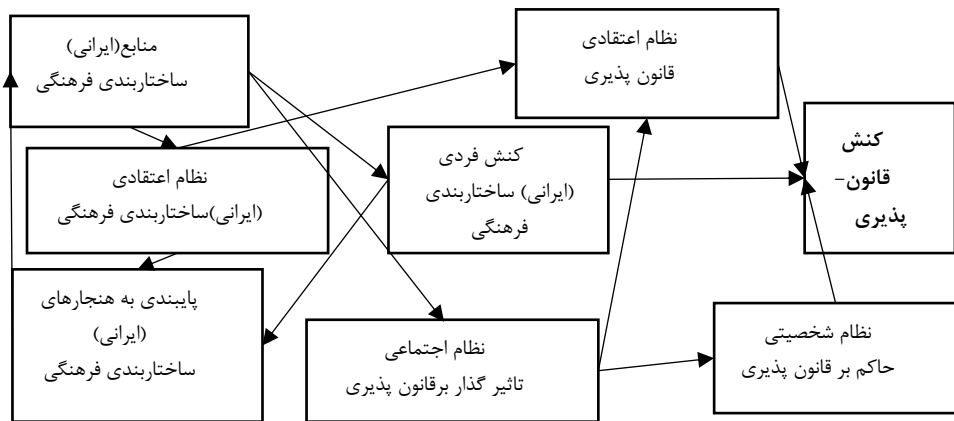 منابع(ایرانی)
ساختاربندی فرهنگی
نظام اعتقادی
قانون پذیری
کنش
قانون-
پذیری
کنش فردی
(ایرانی) ساختاربندی
فرهنگی
نظام اعتقادی
(ایرانی)ساختاربندی فرهنگی
پایبندی به هنجارهای
(ایرانی)
ساختاربندی فرهنگی
نظام اجتماعی
تاثیر گذار برقانون پذیری
نظام شخصیتی
حاکم بر قانون پذیری